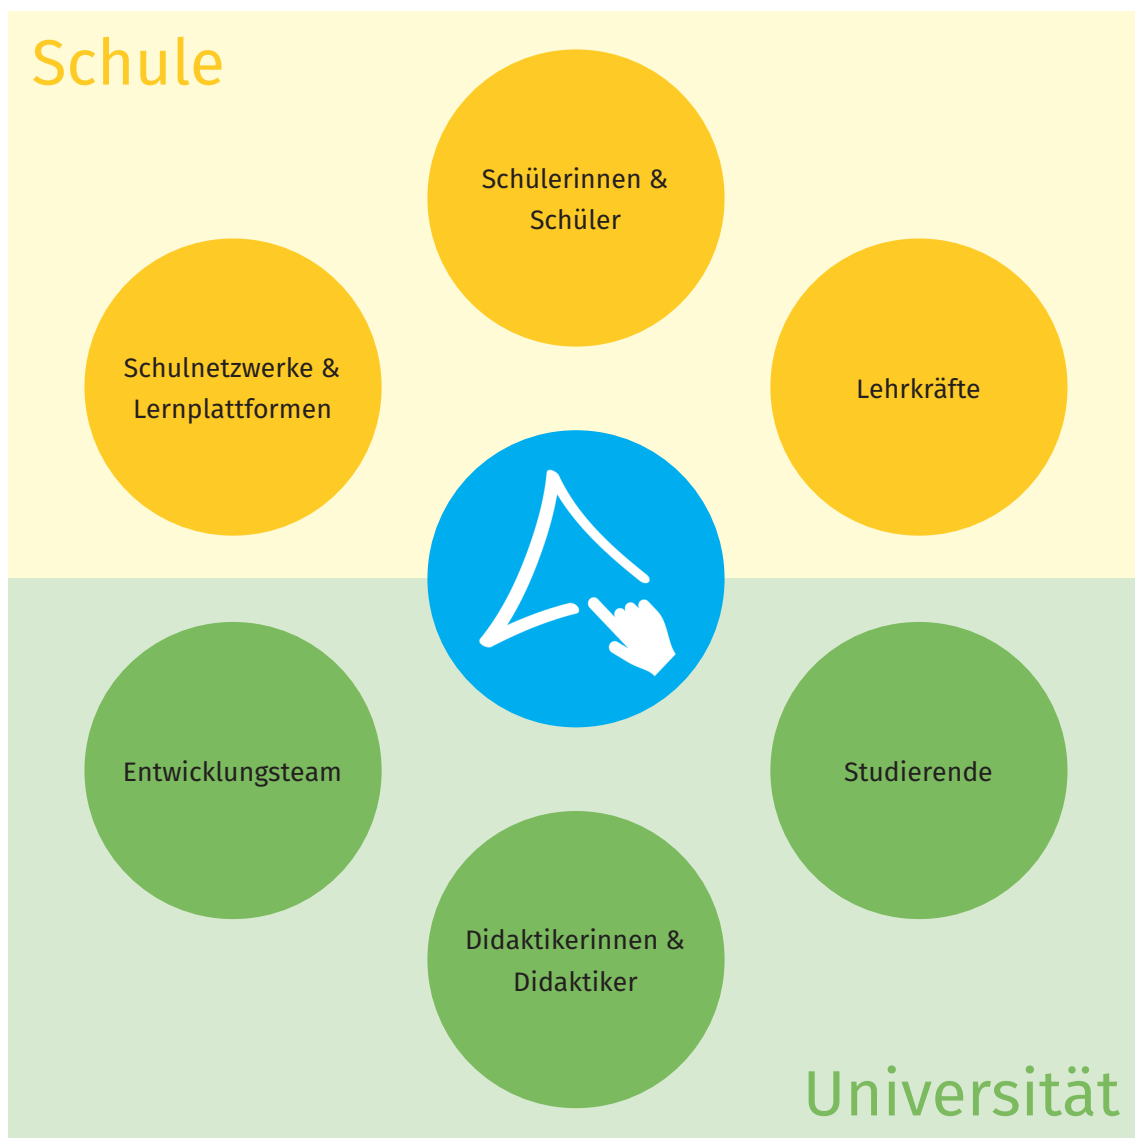 Schule
Schülerinnen &
Schüler
Schulnetzwerke &
Lernplattformen
Lehrkräfte
Entwicklungsteam
Studierende
Didaktikerinnen &
Didaktiker
Universität